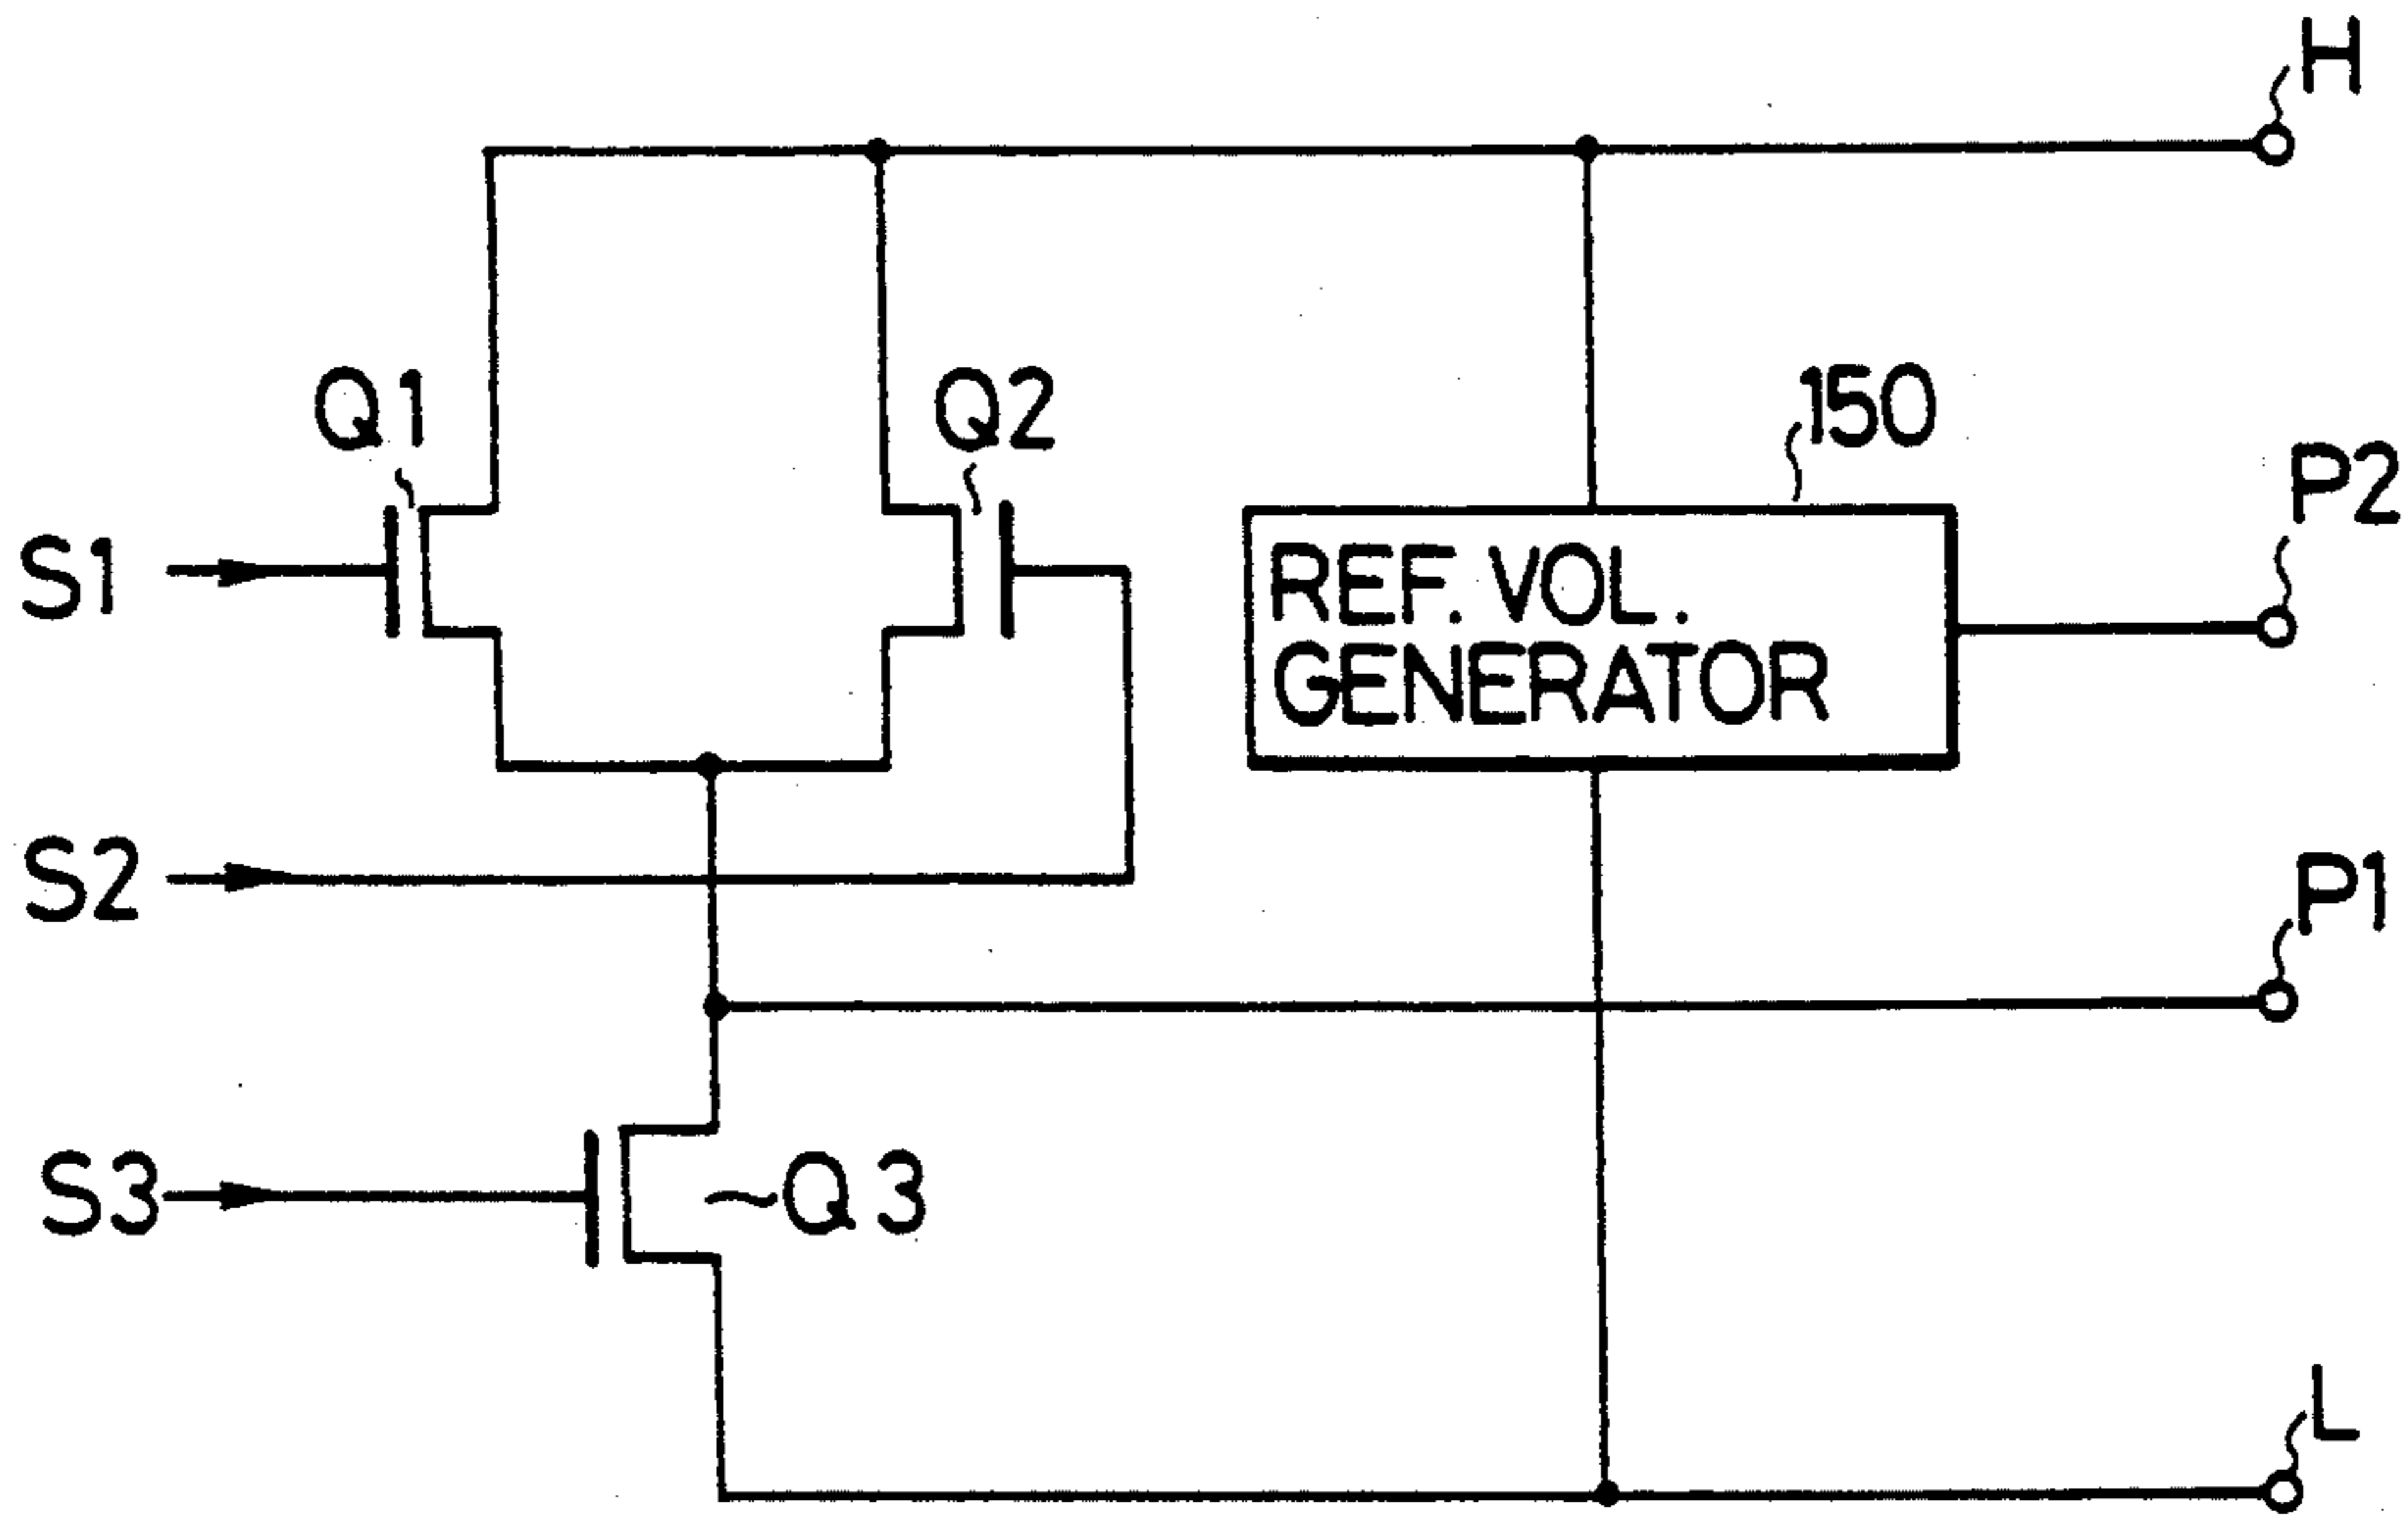 H
Q1
Q2
150
P2
S1
REF. VOL.
GENERATOR
S2
P1
S3
Q3
L